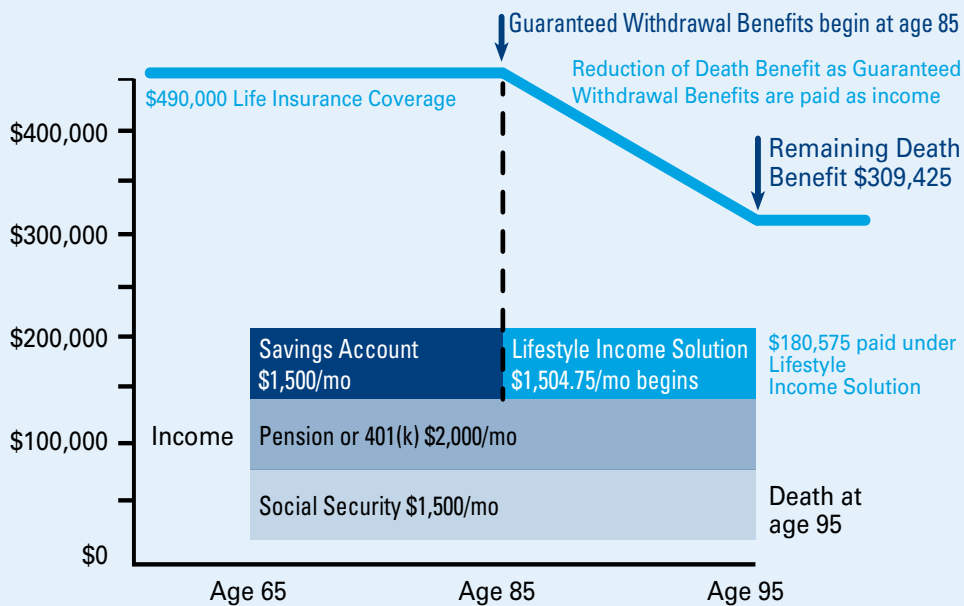 Guaranteed Withdrawal Benefits begin at age 85
$490,000 Life Insurance Coverage
Reduction of Death Benefit as Guaranteed
Withdrawal Benefits are paid as income
$400,000
Remaining Death
Benefit $309,425
$300,000
$200,000
Savings Account
$1,500/mo
Lifestyle Income Solution
$1,504.75/mo begins
$180,575 paid under
Lifestyle
Income Solution
$100,000
Income
Pension or 401(k) $2,000/mo
Social Security $1,500/mo
Death at
age 95
$0
Age 65
Age 85
Age 95